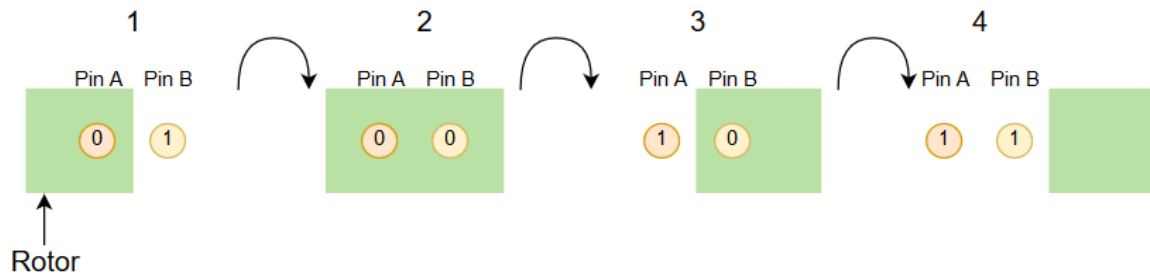 1 2 3 4
Pin A Pin B Pin A Pin B Pin A Pin B Pin A Pin B
0 1 0 0 1 0 1 1
Rotor